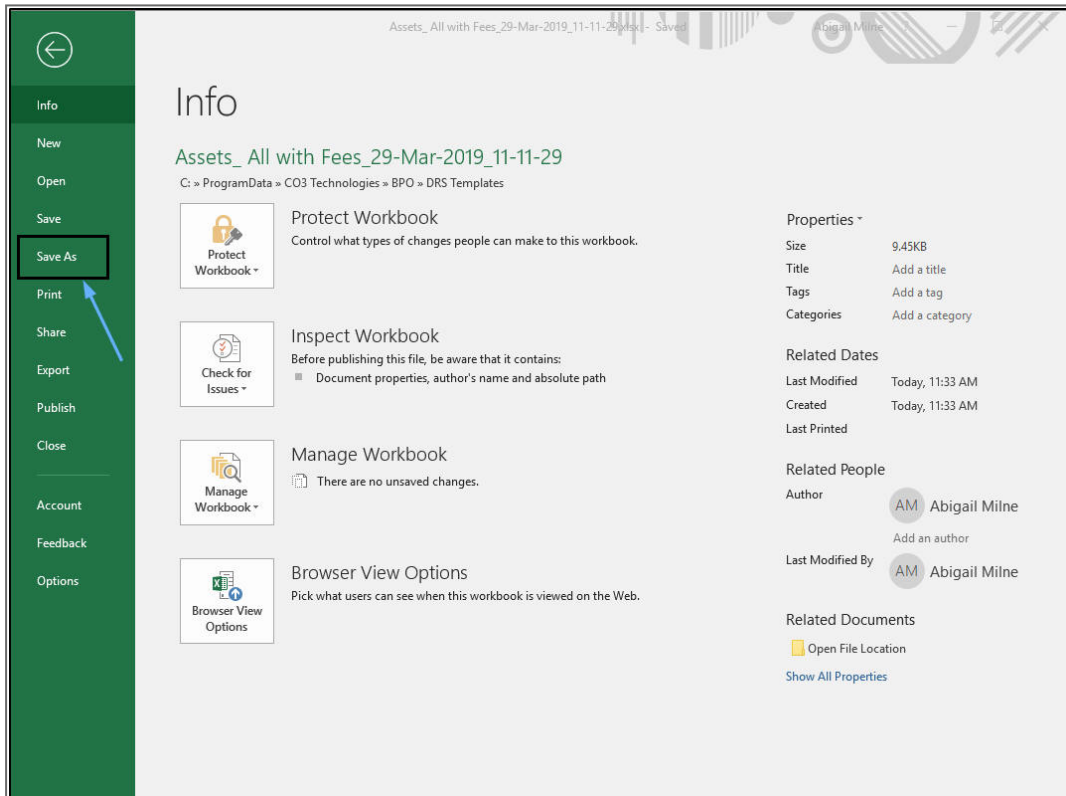 Assets_ All with Fees_29-Mar-2019_11-11-29.xlsx - Saved
Abigail Milne
?
Info
New
Open
Save
Save As
Print
Share
Export
Publish
Close
Account
Feedback
Options
Info
Assets_ All with Fees_29-Mar-2019_11-11-29
C: » ProgramData » CO3 Technologies » BPO » DRS Templates
Protect
Workbook
Protect Workbook
Control what types of changes people can make to this workbook.
Check for
Issues
Inspect Workbook
Before publishing this file, be aware that it contains:
Document properties, author's name and absolute path
Manage
Workbook
Manage Workbook
There are no unsaved changes.
Browser View
Options
Browser View Options
Pick what users can see when this workbook is viewed on the Web.
Properties
Size 9.45KB
Title Add a title
Tags Add a tag
Categories Add a category
Related Dates
Last Modified Today, 11:33 AM
Created Today, 11:33 AM
Last Printed
Related People
Author AM Abigail Milne
Add an author
Last Modified By AM Abigail Milne
Related Documents
Open File Location
Show All Properties